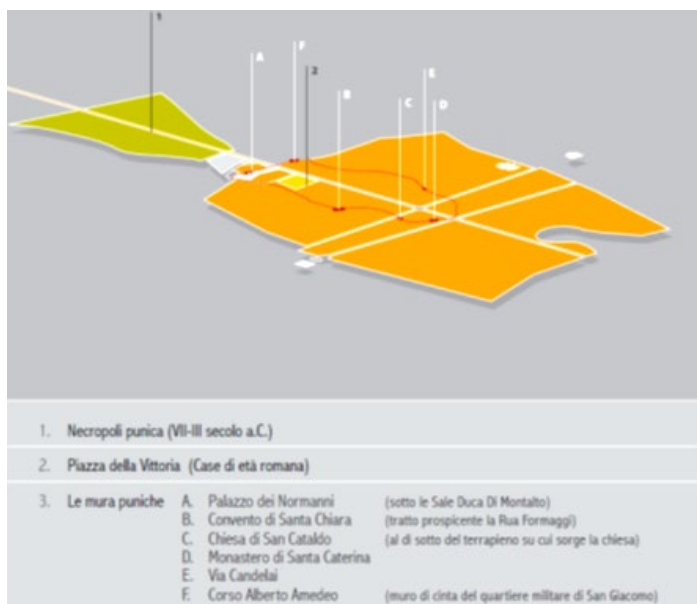 1
F
A
2
E
B
C
D
1. Necropoli punica (VII-III secolo a.C.)
2. Piazza della Vittoria (Case di età romana)
3. Le mura puniche A. Palazzo dei Normanni (sotto le Sale Duca Di Montalto)
B. Convento di Santa Chiara (tratto prospicente la Rua Formaggi)
C. Chiesa di San Cataldo (al di sotto del terrapieno su cui sorge la chiesa)
D. Monastero di Santa Caterina
E. Via Candelai
F. Corso Alberto Amedeo (muro di cinta del quartiere militare di San Giacomo)